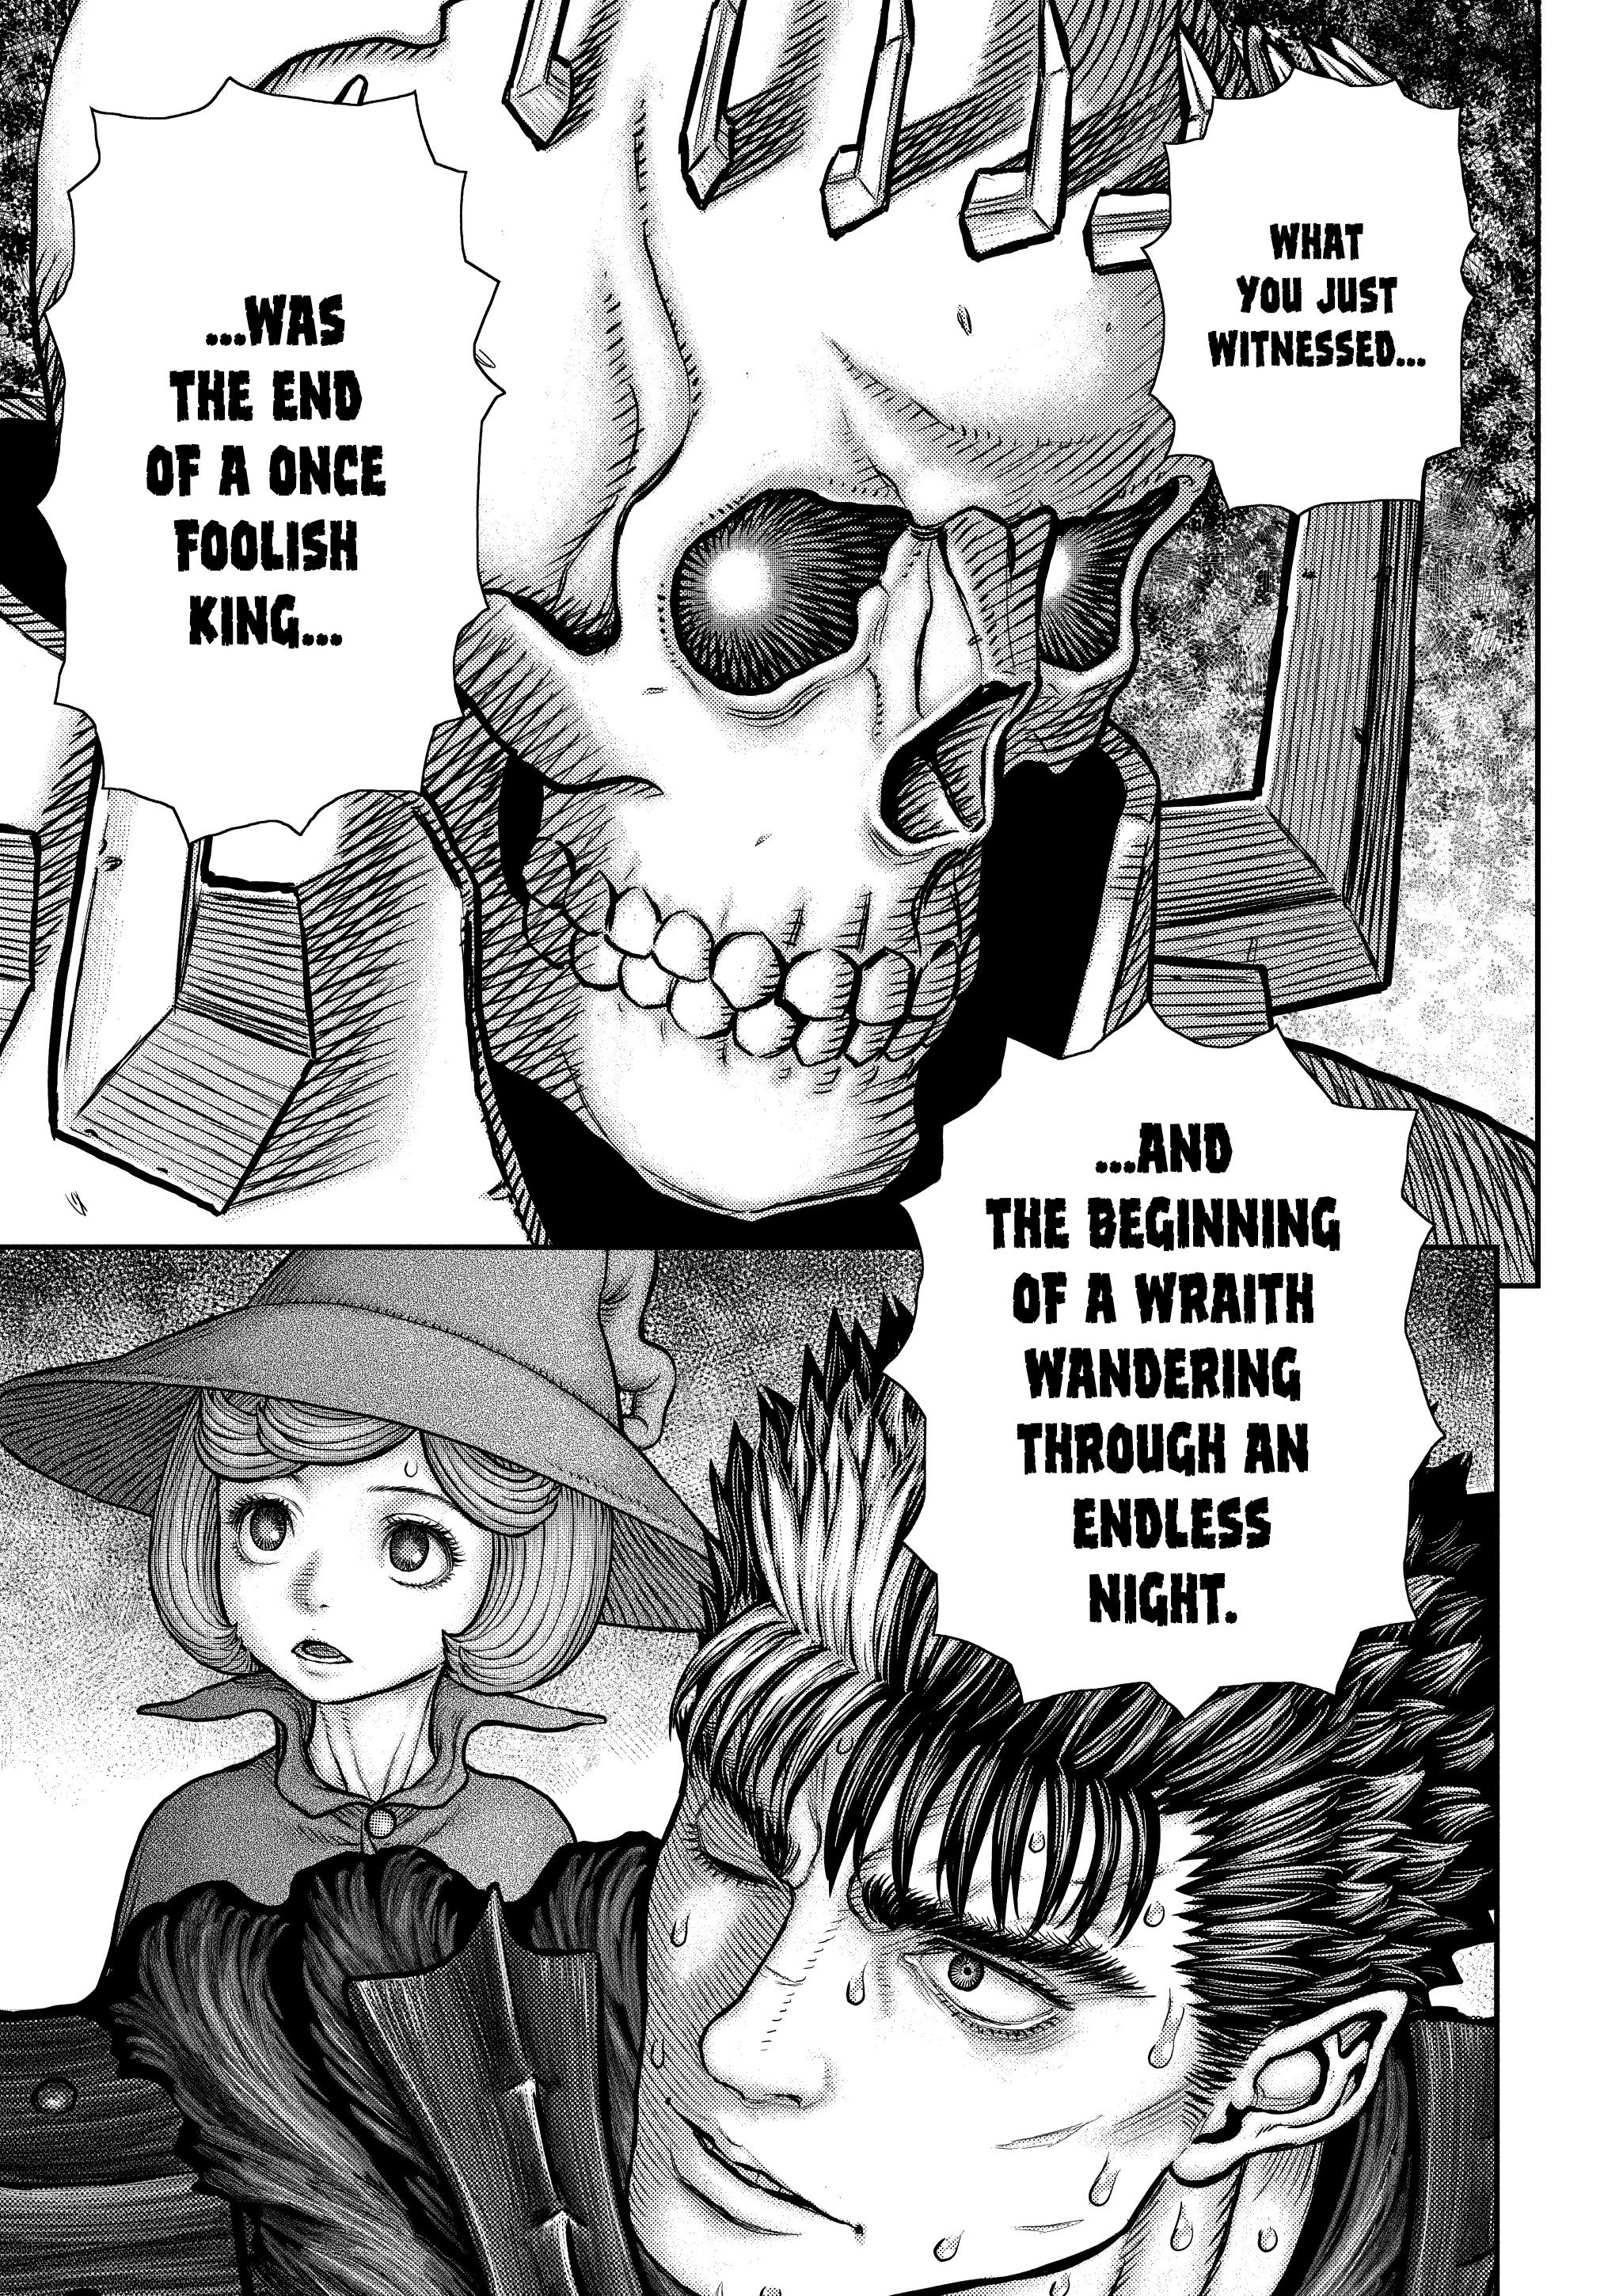 WHAT
YOU JUST
WITNESSED...
...WAS
THE END
OF A ONCE
FOOLISH
KING...
...AND
THE BEGINNING
OF A WRAITH
WANDERING
THROUGH AN
ENDLESS
NIGHT.